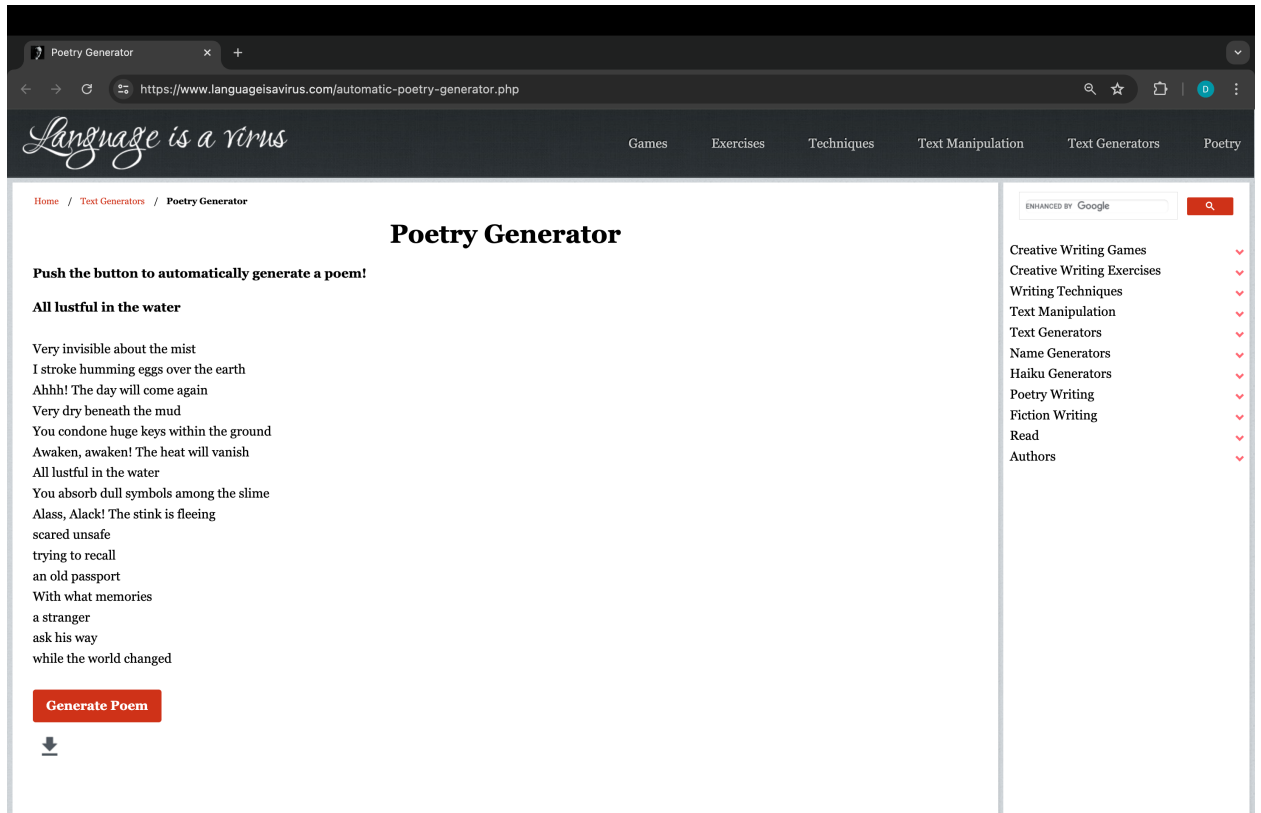 Poetry Generator
https://www.languageisavirus.com/automatic-poetry-generator.php
D
Language is a virus
Games Exercises Techniques Text Manipulation Text Generators Poetry
Home / Text Generators / Poetry Generator
Poetry Generator
Push the button to automatically generate a poem!
All lustful in the water
Very invisible about the mist
I stroke humming eggs over the earth
Ahhh! The day will come again
Very dry beneath the mud
You condone huge keys within the ground
Awaken, awaken! The heat will vanish
All lustful in the water
You absorb dull symbols among the slime
Alass, Alack! The stink is fleeing
scared unsafe
trying to recall
an old passport
With what memories
a stranger
ask his way
while the world changed
Generate Poem
ENHANCED BY Google
Creative Writing Games
Creative Writing Exercises
Writing Techniques
Text Manipulation
Text Generators
Name Generators
Haiku Generators
Poetry Writing
Fiction Writing
Read
Authors